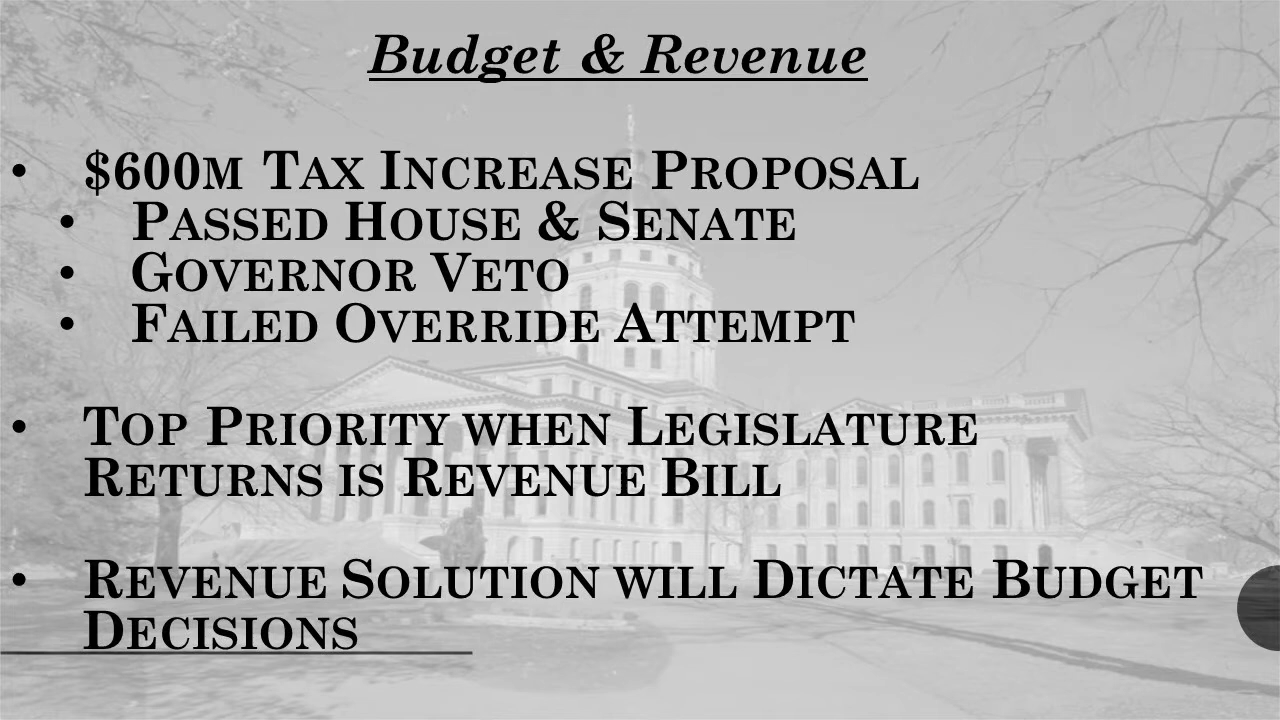 Budget & Revenue
• $600M Tax Increase Proposal
• Passed House & Senate
• Governor Veto
• Failed Override Attempt
• Top Priority when Legislature
Returns is Revenue Bill
• Revenue Solution will Dictate Budget
Decisions